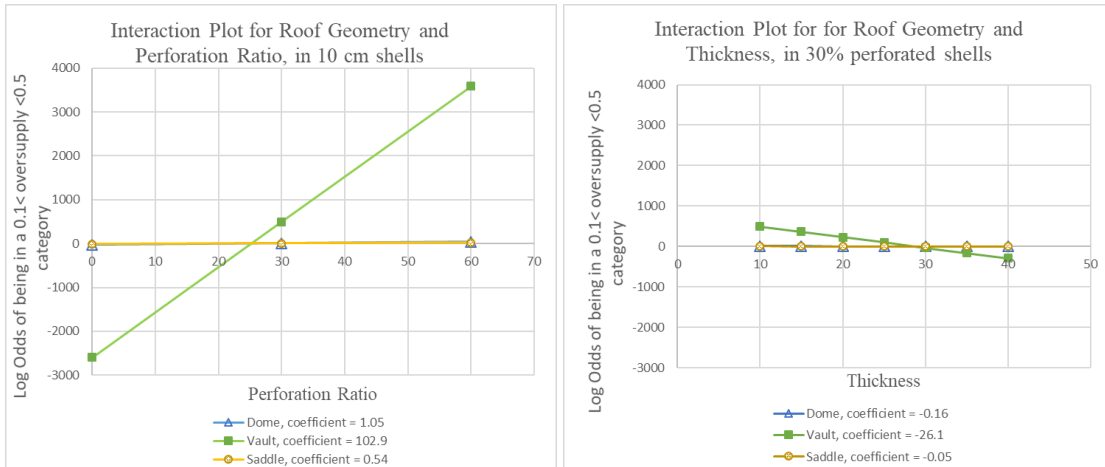 Interaction Plot for Roof Geometry and
Perforation Ratio, in 10 cm shells
Log Odds of being in a 0.1< oversupply <0.5
category
4000
3000
2000
1000
0
-1000
-2000
-3000
0 10 20 30 40 50 60 70
Perforation Ratio
Dome, coefficient = 1.05
Vault, coefficient = 102.9
Saddle, coefficient = 0.54
Interaction Plot for for Roof Geometry and
Thickness, in 30% perforated shells
Log Odds of being in a 0.1< oversupply <0.5
category
4000
3000
2000
1000
0
-1000
-2000
-3000
0 10 20 30 40 50
Thickness
Dome, coefficient = -0.16
Vault, coefficient = -26.1
Saddle, coefficient = -0.05